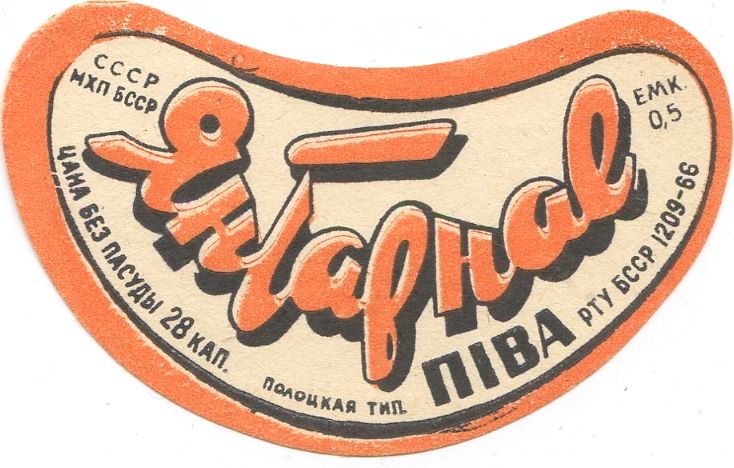 СССР
МХП БССР
ЕМК.
0,5
Янтарнае
ПІВА
ЦАНА БЕЗ ПАСУДЫ 28 КАП.
ПОЛОЦКАЯ ТИП.
РТУ БССР 1209-66